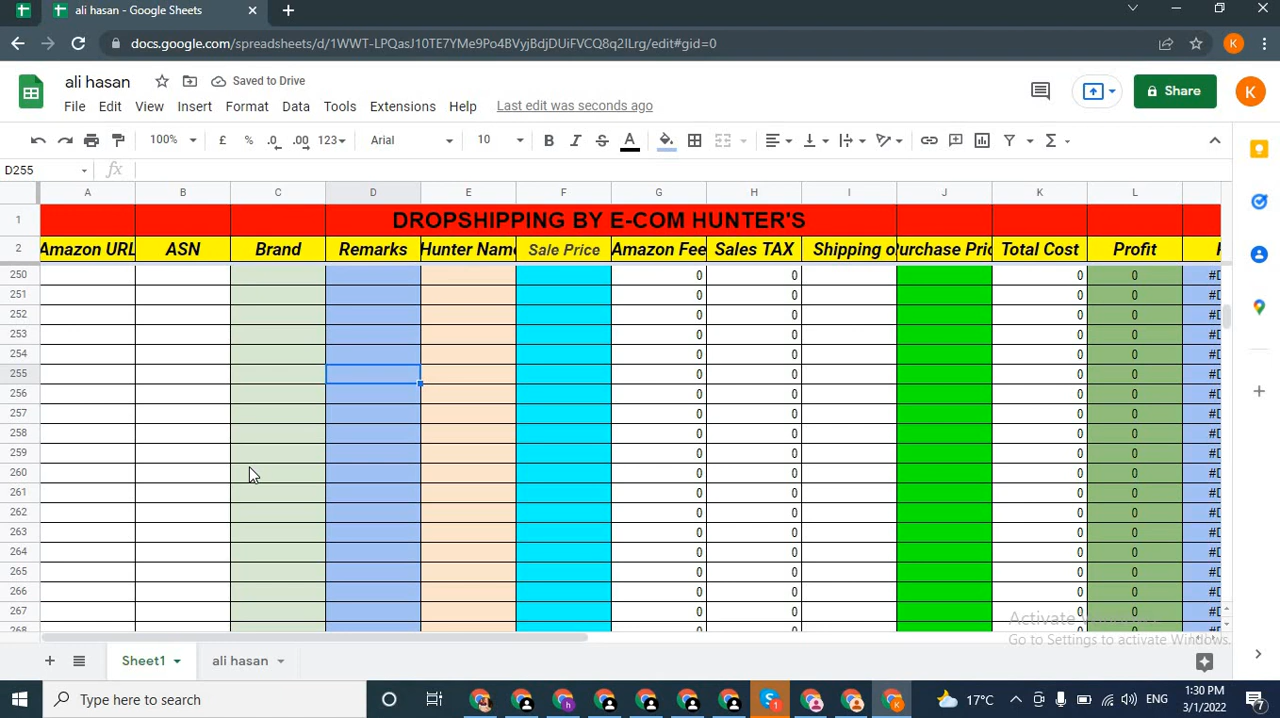 ali hasan - Google Sheets
docs.google.com/spreadsheets/d/1WWT-LPQasJ10TE7YMe9Po4BVyjBdjDUiFVCQ8q2ILrg/edit#gid=0
K
ali hasan
Saved to Drive
File Edit View Insert Format Data Tools Extensions Help Last edit was seconds ago
Share
K
100% £ % .0 .00 123 Arial 10 B I S A
D255 fx
A B C D E F G H I J K L
1 DROPSHIPPING BY E-COM HUNTER'S
2 Amazon URL ASN Brand Remarks Hunter Name Sale Price Amazon Fee Sales TAX Shipping o Purchase Pric Total Cost Profit
250 0 0 0 0 #D
251 0 0 0 0 #D
252 0 0 0 0 #D
253 0 0 0 0 #D
254 0 0 0 0 #D
255 0 0 0 0 #D
256 0 0 0 0 #D
257 0 0 0 0 #D
258 0 0 0 0 #D
259 0 0 0 0 #D
260 0 0 0 0 #D
261 0 0 0 0 #D
262 0 0 0 0 #D
263 0 0 0 0 #D
264 0 0 0 0 #D
265 0 0 0 0 #D
266 0 0 0 0 #D
267 0 0 0 0 #D
268
Activate Windows
Go to Settings to activate Windows.
Sheet1 ali hasan
Type here to search
h
S 1
K
17°C
ENG
1:30 PM
3/1/2022
7